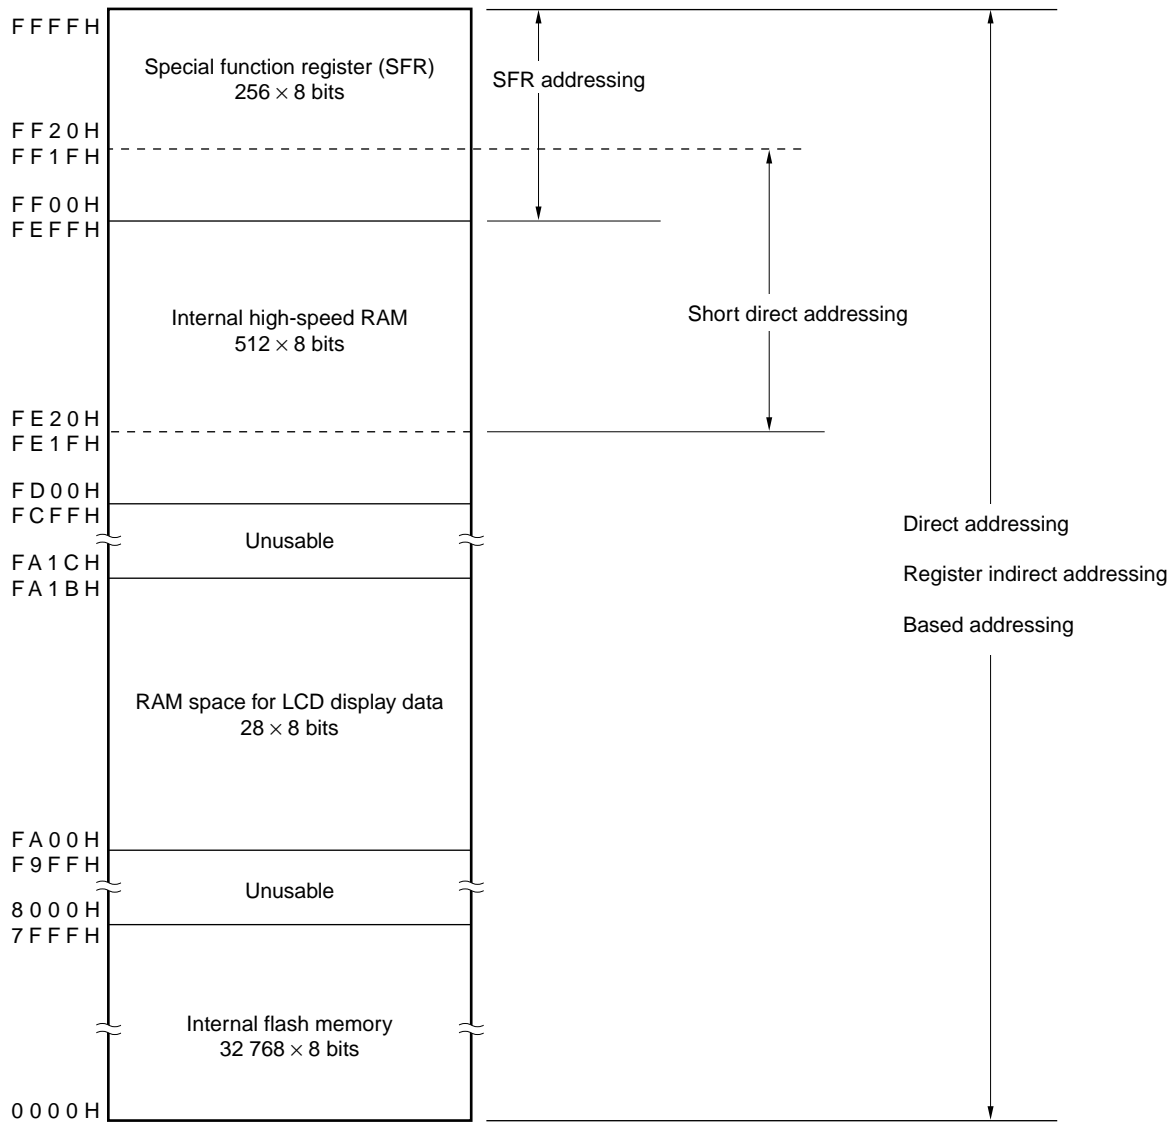 FFFFH
Special function register (SFR)
256 × 8 bits
SFR addressing
FF20H
FF1FH
FF00H
FEFFH
Internal high-speed RAM
512 × 8 bits
Short direct addressing
FE20H
FE1FH
FD00H
FCFFH
Unusable
Direct addressing
FA1CH
FA1BH
Register indirect addressing
Based addressing
RAM space for LCD display data
28 × 8 bits
FA00H
F9FFH
Unusable
8000H
7FFFH
Internal flash memory
32 768 × 8 bits
0000H